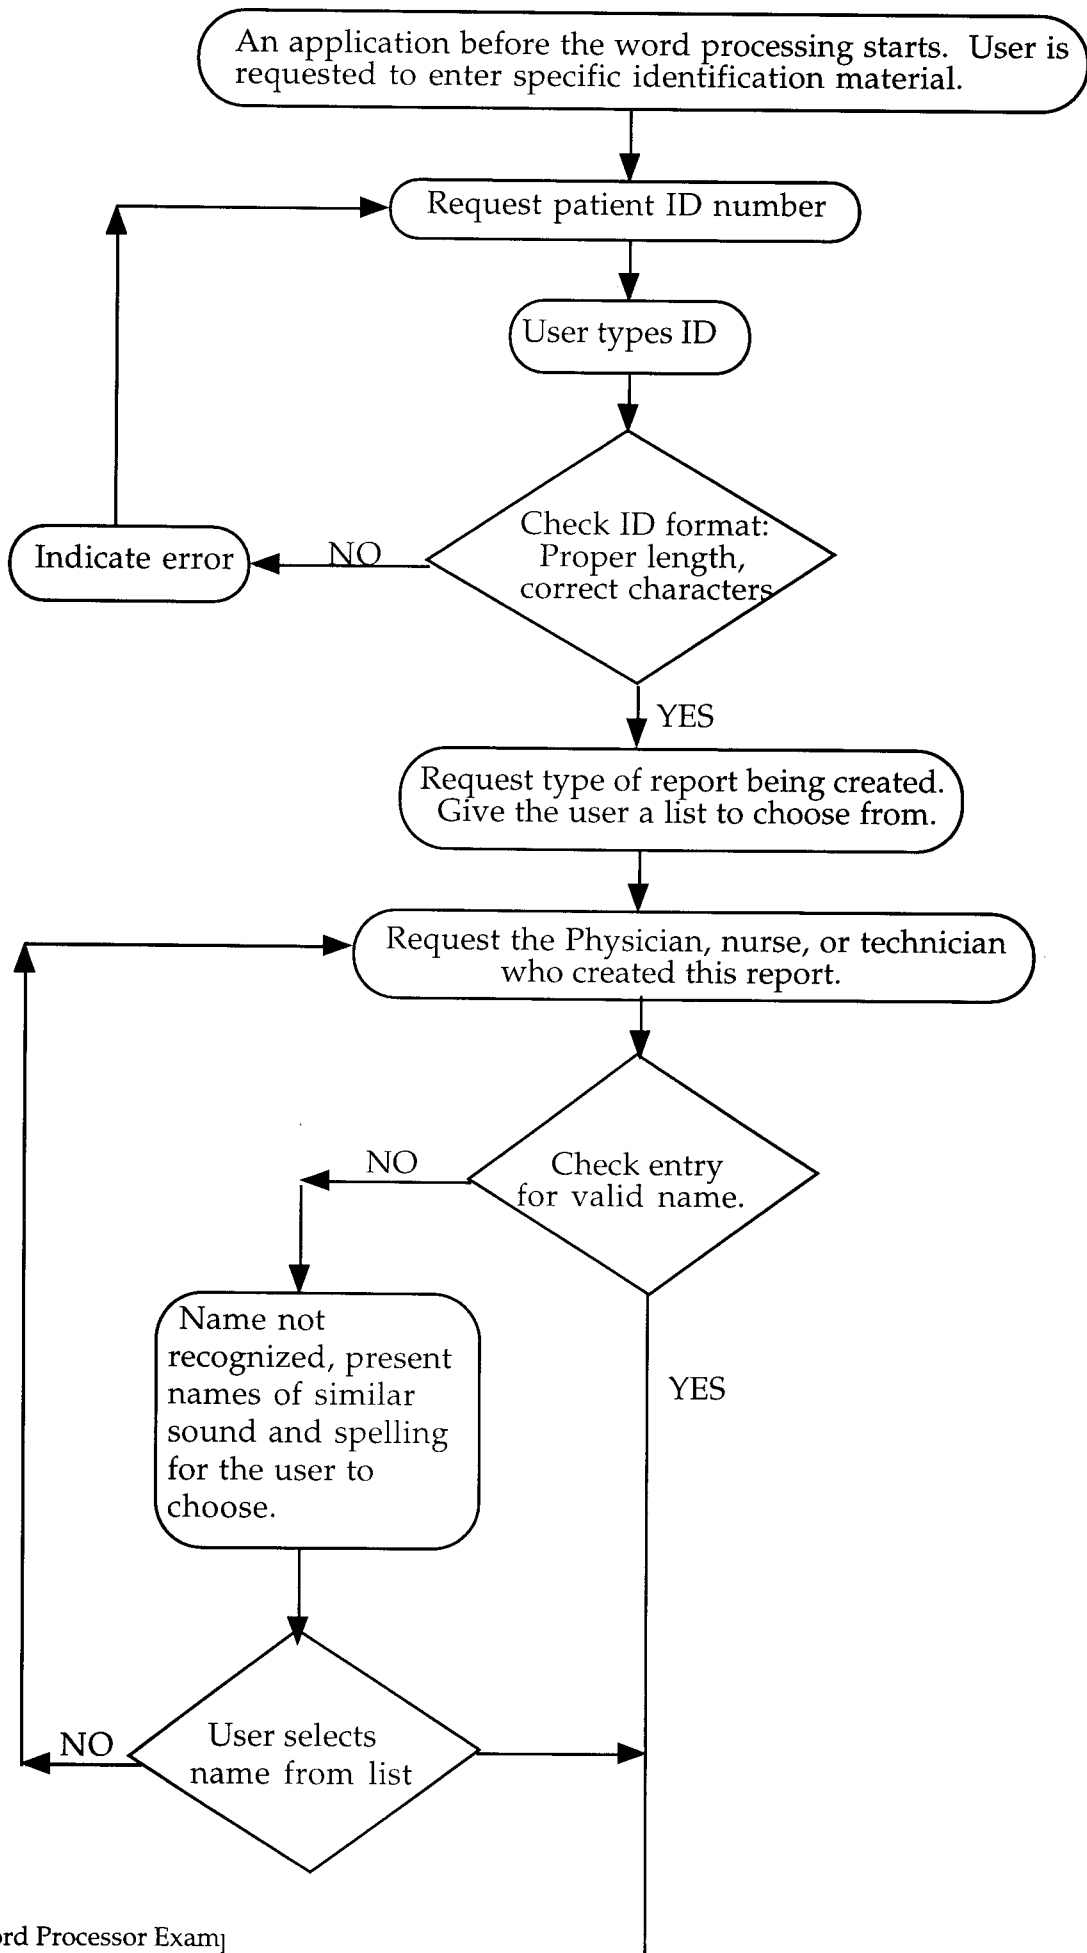 An application before the word processing starts. User is
requested to enter specific identification material.
Request patient ID number
User types ID
Check ID format:
Proper length,
correct characters
NO
Indicate error
YES
Request type of report being created.
Give the user a list to choose from.
Request the Physician, nurse, or technician
who created this report.
Check entry
for valid name.
NO
Name not
recognized, present
names of similar
sound and spelling
for the user to
choose.
YES
User selects
name from list
NO
Processor